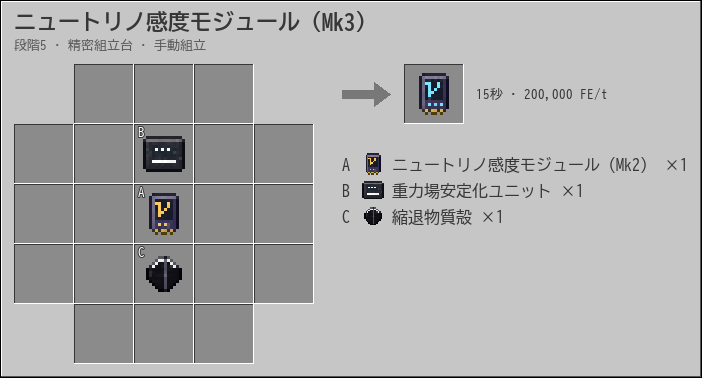 ニュートリノ感度モジュール (Mk3)
段階5 · 精密組立台 · 手動組立
15秒 · 200,000 FE/t
B
A
C
A ニュートリノ感度モジュール (Mk2) ×1
B 重力場安定化ユニット ×1
C 縮退物質殻 ×1